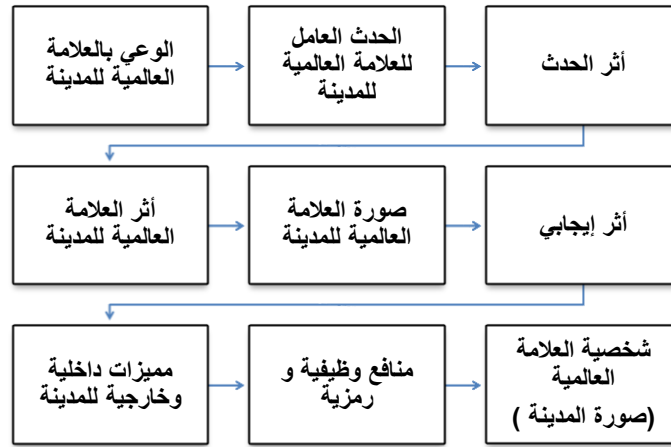 الوعي بالعلامة
العالمية للمدينة
الحدث العامل
للعلامة العالمية
للمدينة
أثر الحدث
أثر العلامة
العالمية للمدينة
صورة العلامة
العالمية للمدينة
أثر إيجابي
مميزات داخلية
وخارجية للمدينة
منافع وظيفية و
رمزية
شخصية العلامة
العالمية
(صورة المدينة )